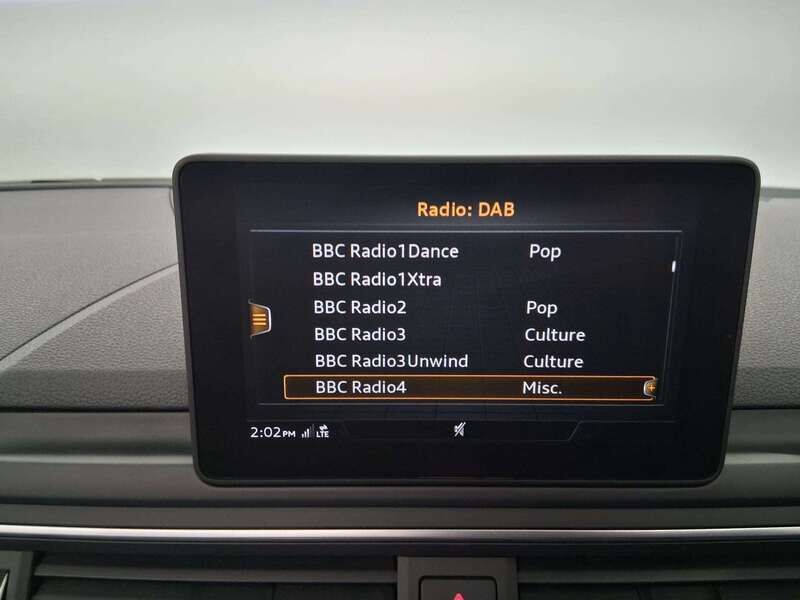 Radio: DAB
BBC Radio1Dance Pop
BBC Radio1Xtra
BBC Radio2 Pop
BBC Radio3 Culture
BBC Radio3Unwind Culture
BBC Radio4 Misc.
2:02PM LTE